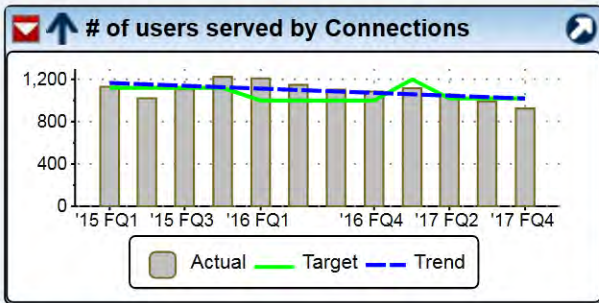 # of users served by Connections
1,200
800
400
0
'15 FQ1 '15 FQ3 '16 FQ1 '16 FQ4 '17 FQ2 '17 FQ4
Actual Target Trend